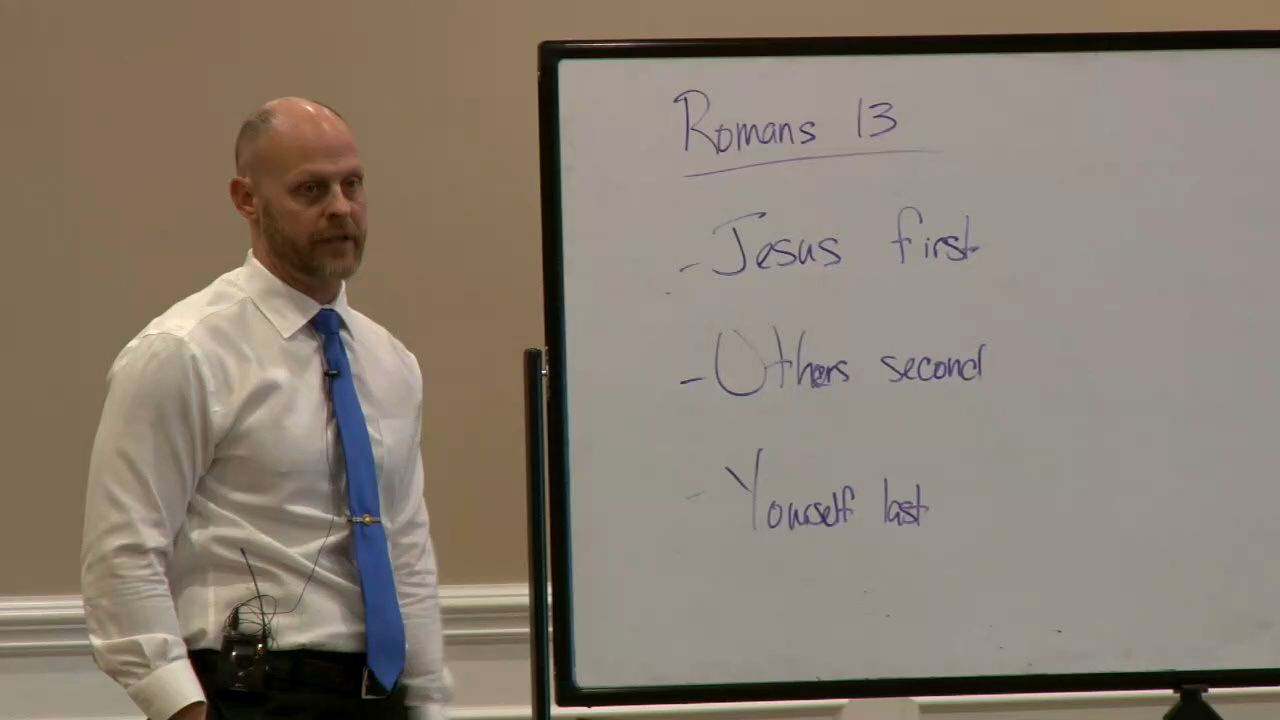 Romans 13
- Jesus first
- Others second
- Yourself last